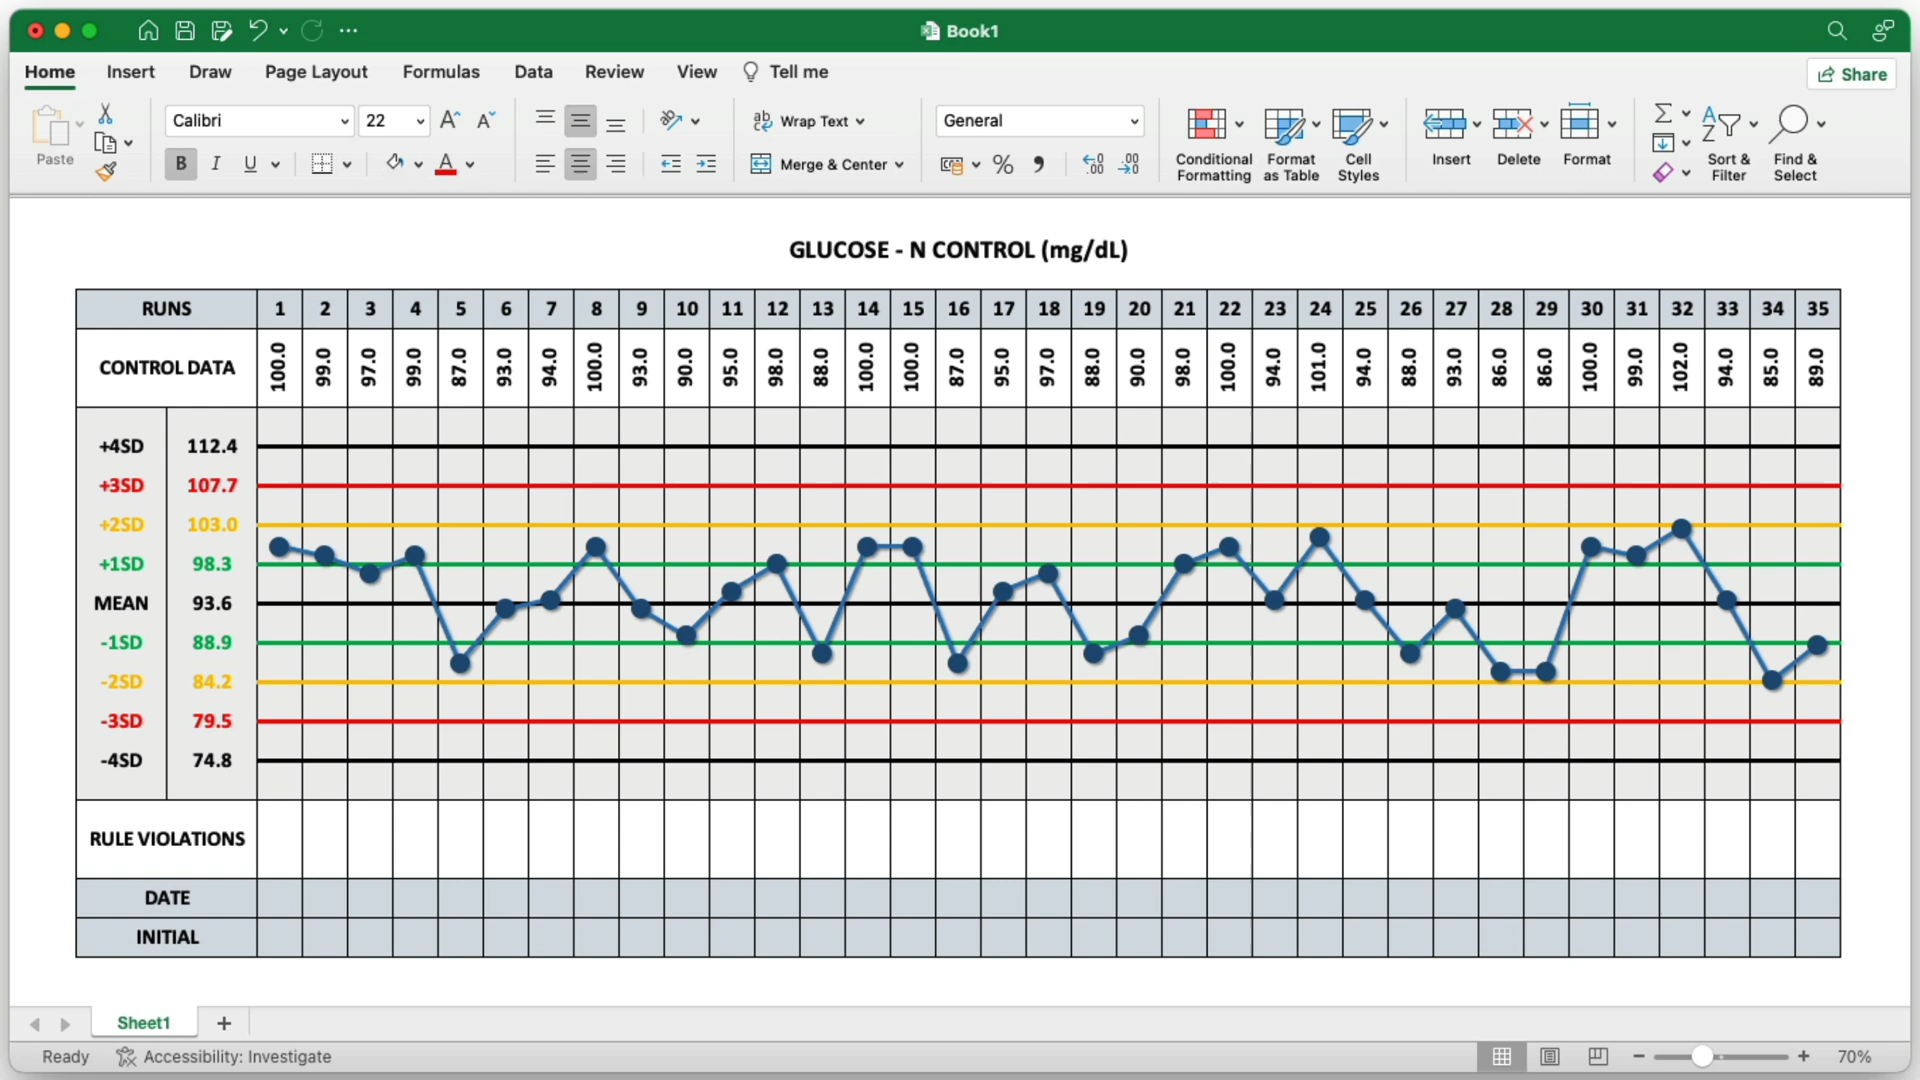 Book1
Home Insert Draw Page Layout Formulas Data Review View Tell me Share
Paste Calibri 22 Wrap Text General
B I U A Merge & Center % Conditional Formatting Format as Table Cell Styles Insert Delete Format Sort & Filter Find & Select
GLUCOSE - N CONTROL (mg/dL)
RUNS 1 2 3 4 5 6 7 8 9 10 11 12 13 14 15 16 17 18 19 20 21 22 23 24 25 26 27 28 29 30 31 32 33 34 35
CONTROL DATA 100.0 99.0 97.0 99.0 87.0 93.0 94.0 100.0 93.0 90.0 95.0 98.0 88.0 100.0 100.0 87.0 95.0 97.0 88.0 90.0 98.0 100.0 94.0 101.0 94.0 88.0 93.0 86.0 86.0 100.0 99.0 102.0 94.0 85.0 89.0
+4SD 112.4
+3SD 107.7
+2SD 103.0
+1SD 98.3
MEAN 93.6
-1SD 88.9
-2SD 84.2
-3SD 79.5
-4SD 74.8
RULE VIOLATIONS
DATE
INITIAL
Sheet1
Ready Accessibility: Investigate 70%